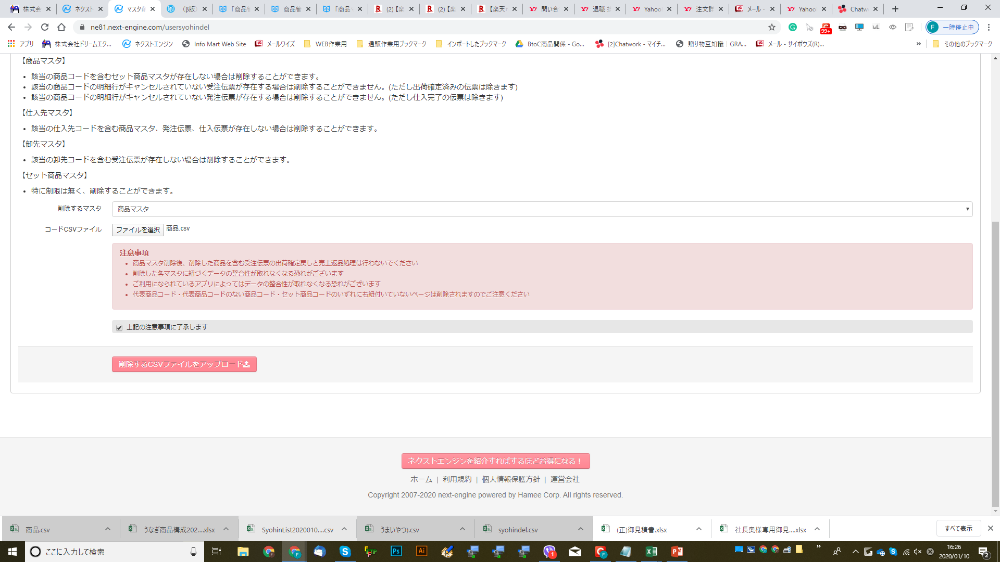 株式会
ネクスト
マスタ削
（β版）
「商品管
商品管
「商品マ
(2)【楽
(2)【楽
【楽天市
問い合
退職 挨
Yahoo!
注文詳
メール -
Yahoo!
Chatw
ne81.next-engine.com/usersyohindel
99+
F 一時停止中
アプリ
株式会社ドリームエク...
ネクストエンジン
Info Mart Web Site
メールワイズ
WEB作業用
通販作業用ブックマーク
インポートしたブックマーク
BtoC商品関係 - Go...
[2]Chatwork - マイチ...
贈り物豆知識｜GRA...
メール - サイボウズ(R)...
»
その他のブックマーク
【商品マスタ】
• 該当の商品コードを含むセット商品マスタが存在しない場合は削除することができます。
• 該当の商品コードの明細行がキャンセルされていない受注伝票が存在する場合は削除することができません。(ただし出荷確定済みの伝票は除きます)
• 該当の商品コードの明細行がキャンセルされていない発注伝票が存在する場合は削除することができません。(ただし仕入完了の伝票は除きます)
【仕入先マスタ】
• 該当の仕入先コードを含む商品マスタ、発注伝票、仕入伝票が存在しない場合は削除することができます。
【卸先マスタ】
• 該当の卸先コードを含む受注伝票が存在しない場合は削除することができます。
【セット商品マスタ】
• 特に制限は無く、削除することができます。
削除するマスタ
商品マスタ
コードCSVファイル
ファイルを選択 商品.csv
注意事項
• 商品マスタ削除後、削除した商品を含む受注伝票の出荷確定戻しと売上返品処理は行わないでください
• 削除した各マスタに紐づくデータの整合性が取れなくなる恐れがございます
• ご利用になられているアプリによってはデータの整合性が取れなくなる恐れがございます
• 代表商品コード・代表商品コードのない商品コード・セット商品コードのいずれにも紐付いていないページは削除されますのでご注意ください
上記の注意事項に了承します
削除するCSVファイルをアップロード
ネクストエンジンを紹介すればするほどお得になる！
ホーム | 利用規約 | 個人情報保護方針 | 運営会社
Copyright 2007-2020 next-engine powered by Hamee Corp. All rights reserved.
商品.csv
うなぎ商品構成202....xlsx
SyohinList2020010....csv
うまいやつ).csv
syohindel.csv
(正)御見積書.xlsx
社長奥様専用御見....xlsx
すべて表示
ここに入力して検索
16:26
2020/01/10
2